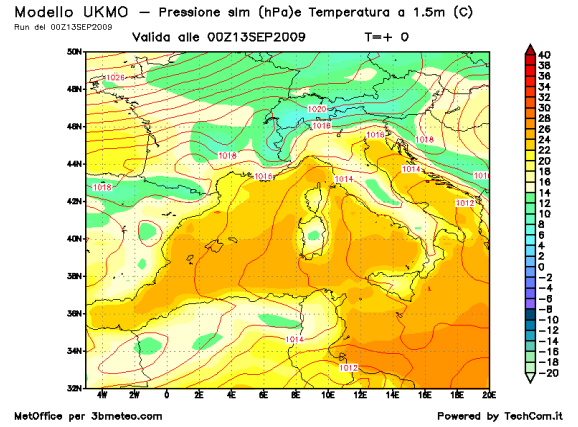 Modello UKMO — Pressione slm (hPa)e Temperatura a 1.5m (C)
Run del 00Z13SEP2009
Valida alle 00Z13SEP2009 T=+ 0
50N
48N
46N
44N
42N
40N
38N
36N
34N
32N
4W 2W 0 2E 4E 6E 8E 10E 12E 14E 16E 18E 20E
1026
1020
1018
1016
1018
1018
1016
1014
1014
1018
1016
101
1012
1014
1012
40
38
36
34
32
30
28
26
24
22
20
18
16
14
12
10
8
6
4
2
0
-2
-4
-6
-8
-10
-12
-14
-16
-18
-20
MetOffice per 3bmeteo.com
Powered by TechCom.it